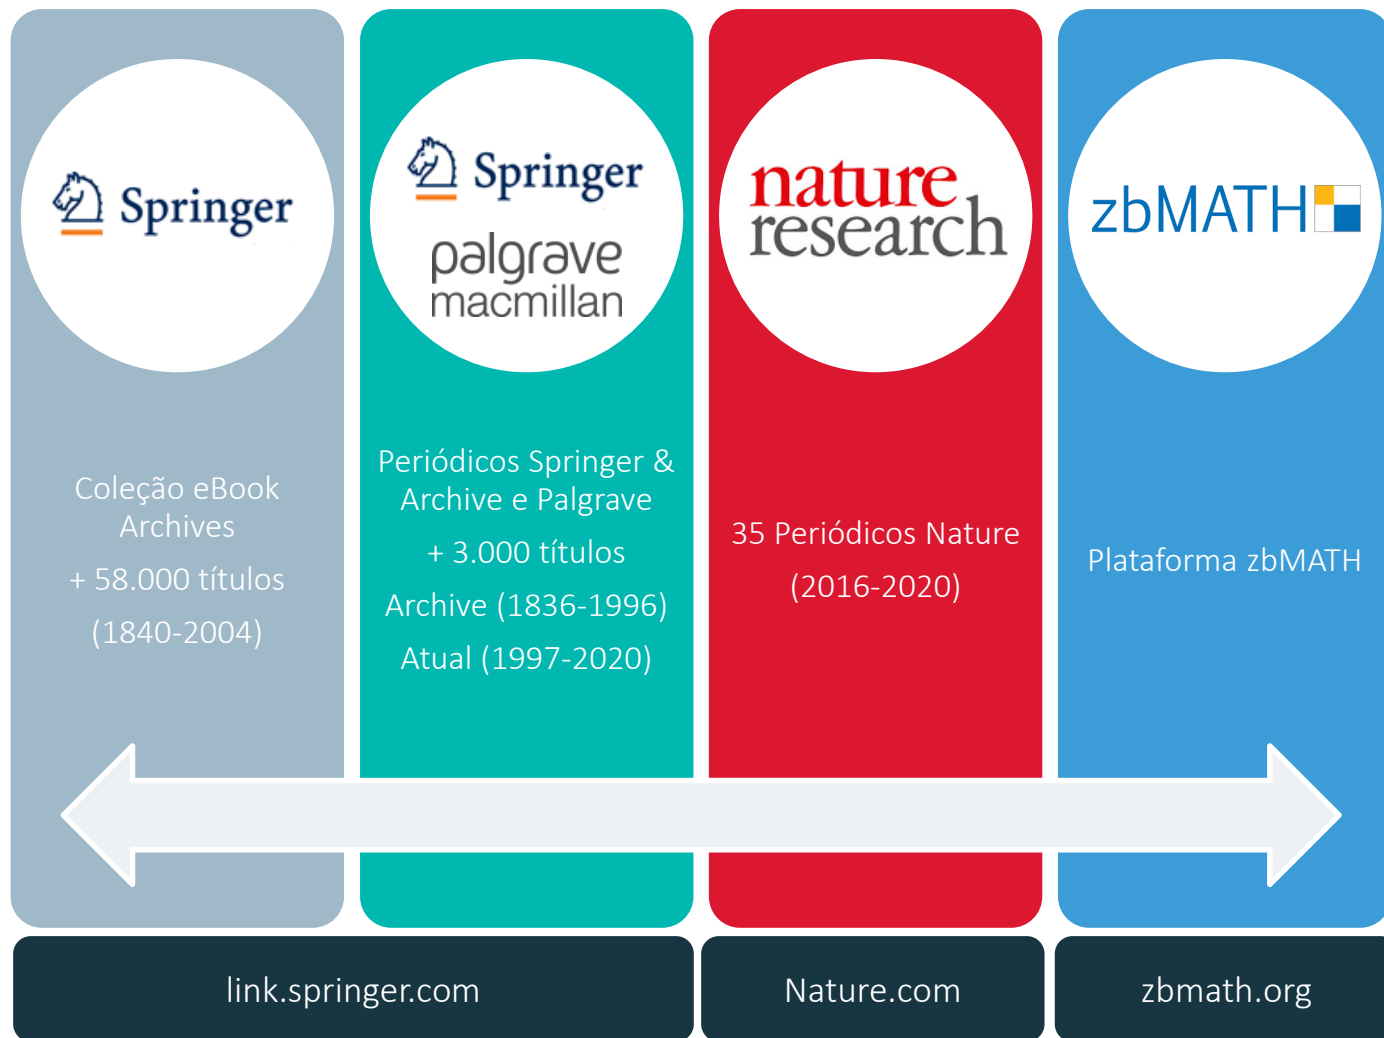 Springer
Coleção eBook
Archives
+ 58.000 títulos
(1840-2004)
Springer
palgrave
macmillan
Periódicos Springer &
Archive e Palgrave
+ 3.000 títulos
Archive (1836-1996)
Atual (1997-2020)
nature
research
35 Periódicos Nature
(2016-2020)
zbMATH
Plataforma zbMATH
link.springer.com
Nature.com
zbmath.org